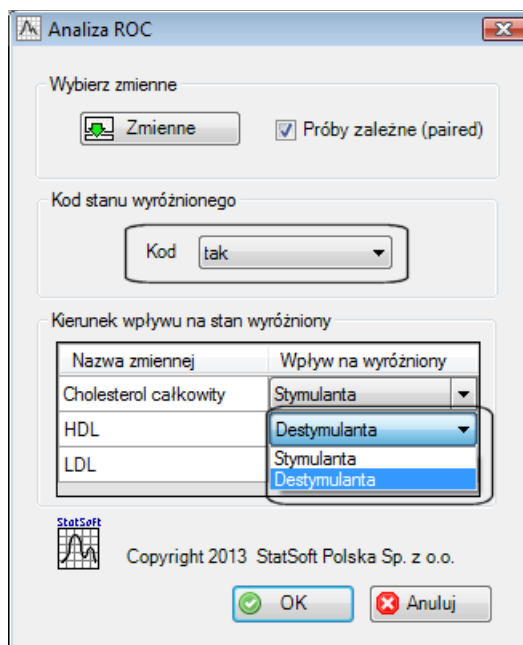 Analiza ROC
Wybierz zmienne
Zmienne
Próby zależne (paired)
Kod stanu wyróżnionego
Kod tak
Kierunek wpływu na stan wyróżniony
Nazwa zmiennej Wpływ na wyróżniony
Cholesterol całkowity Stymulanta
HDL Destymulanta
Stymulanta
LDL
Destymulanta
StatSoft
Copyright 2013 StatSoft Polska Sp. z o.o.
OK Anuluj